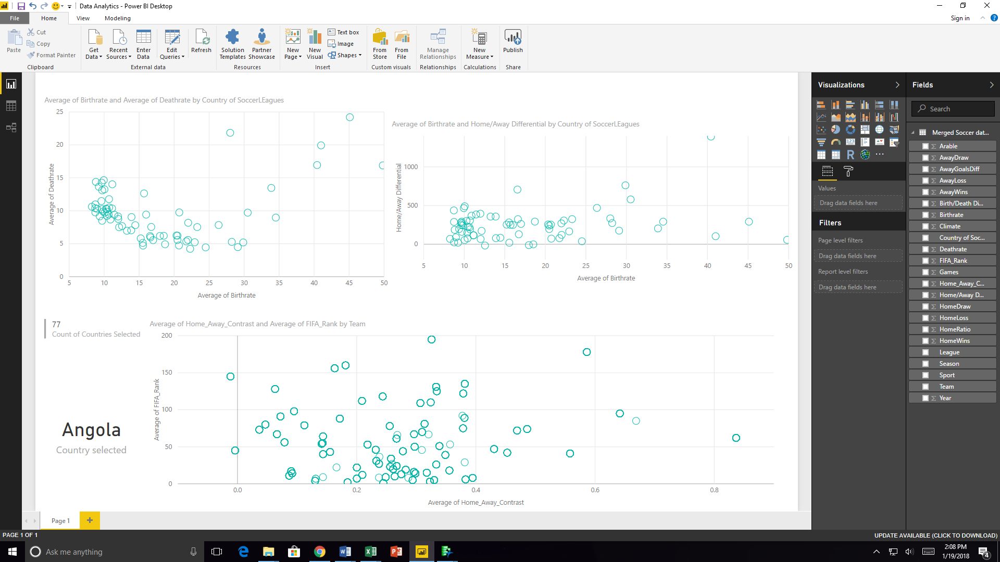 Data Analytics - Power BI Desktop
File
Home
View
Modeling
Sign in
Paste
Cut
Copy
Format Painter
Clipboard
Get Data
Recent Sources
Enter Data
Edit Queries
Refresh
External data
Solution Templates
Partner Showcase
Resources
New Page
New Visual
Text box
Image
Shapes
Insert
From Store
From File
Custom visuals
Manage Relationships
Relationships
New Measure
Calculations
Publish
Share
Average of Birthrate and Average of Deathrate by Country of SoccerLEagues
25
20
15
10
5
0
Average of Deathrate
5 10 15 20 25 30 35 40 45 50
Average of Birthrate
Average of Birthrate and Home/Away Differential by Country of SoccerLEagues
1000
500
0
Home/Away Differential
5 10 15 20 25 30 35 40 45 50
Average of Birthrate
77
Count of Countries Selected
Angola
Country selected
Average of Home_Away_Contrast and Average of FIFA_Rank by Team
200
150
100
50
0
Average of FIFA_Rank
0.0 0.2 0.4 0.6 0.8
Average of Home_Away_Contrast
Visualizations
123
R
Values
Drag data fields here
Filters
Page level filters
Drag data fields here
Report level filters
Drag data fields here
Fields
Search
Merged Soccer dat...
Arable
AwayDraw
AwayGoalsDiff
AwayLoss
AwayWins
Birth/Death Di...
Birthrate
Climate
Country of Soc...
Deathrate
FIFA_Rank
Games
Home_Away_C...
Home/Away D...
HomeDraw
HomeLoss
HomeRatio
HomeWins
League
Season
Sport
Team
Year
Page 1
PAGE 1 OF 1
UPDATE AVAILABLE (CLICK TO DOWNLOAD)
Ask me anything
2:08 PM
1/19/2018
4